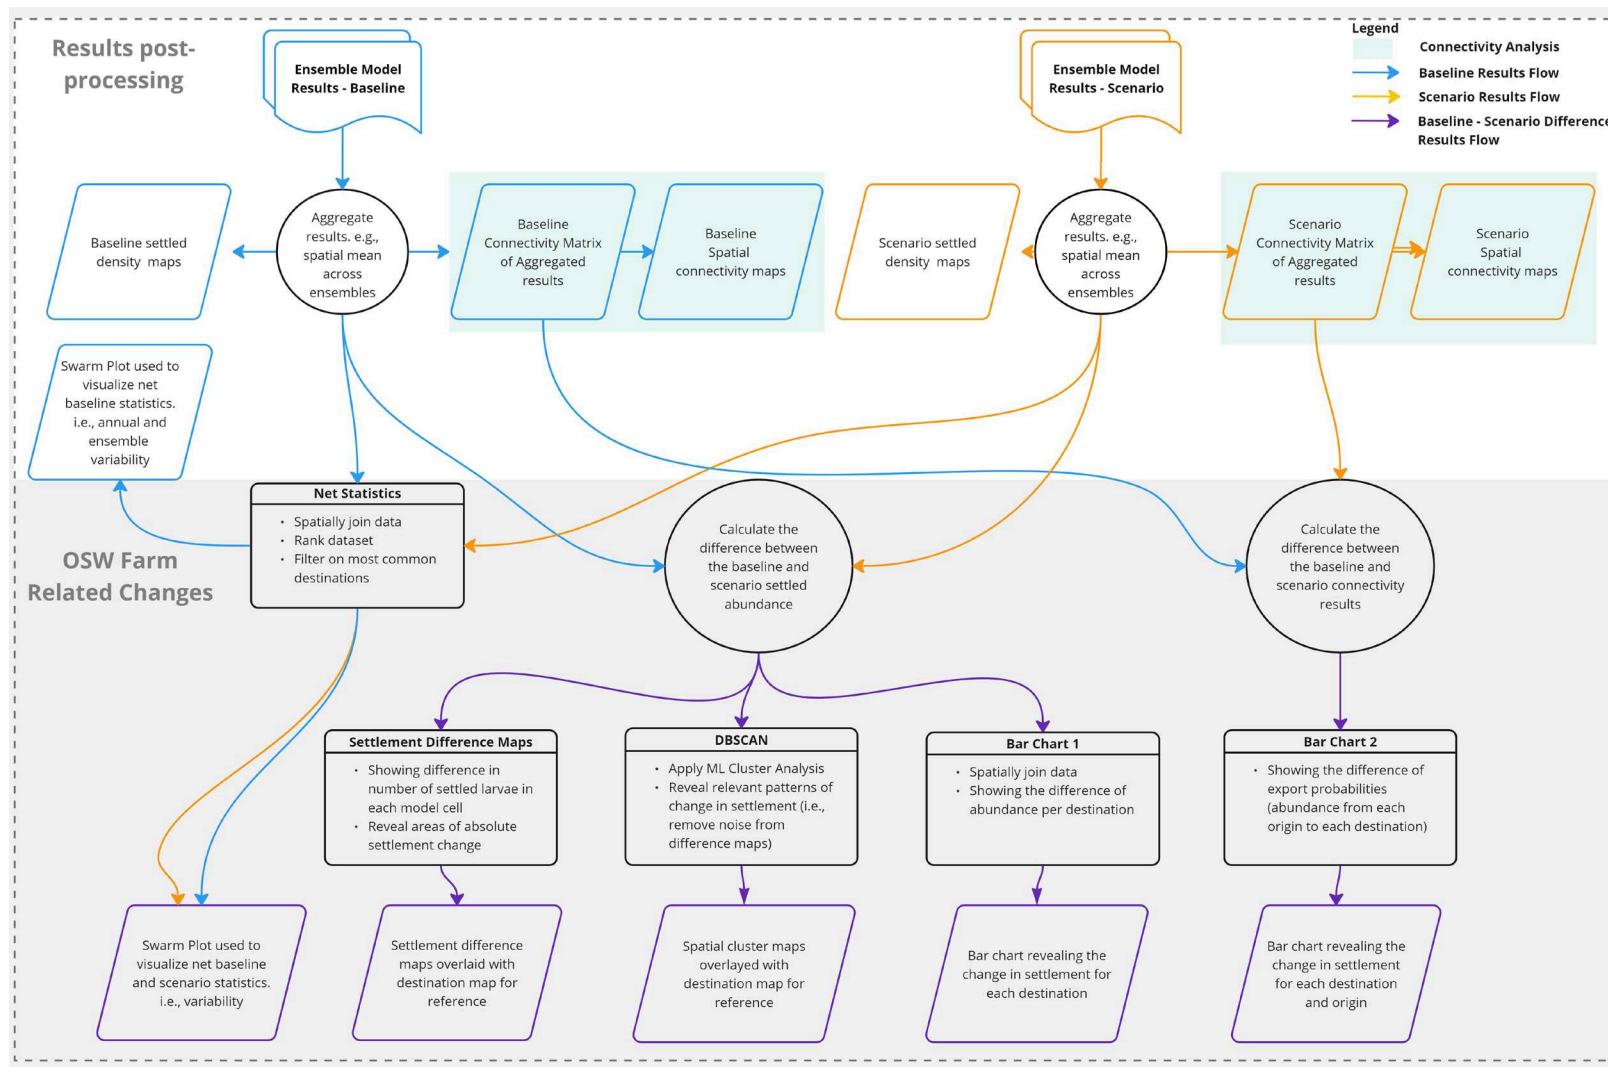 Results post-
processing
Ensemble Model
Results - Baseline
Ensemble Model
Results - Scenario
Legend
Connectivity Analysis
Baseline Results Flow
Scenario Results Flow
Baseline - Scenario Difference
Results Flow
Baseline settled
density maps
Aggregate
results. e.g.,
spatial mean
across
ensembles
Baseline
Connectivity Matrix
of Aggregated
results
Baseline
Spatial
connectivity maps
Scenario settled
density maps
Aggregate
results. e.g.,
spatial mean
across
ensembles
Scenario
Connectivity Matrix
of Aggregated
results
Scenario
Spatial
connectivity maps
Swarm Plot used to
visualize net
baseline statistics.
i.e., annual and
ensemble
variability
OSW Farm
Related Changes
Net Statistics
• Spatially join data
• Rank dataset
• Filter on most common
destinations
Calculate the
difference between
the baseline and
scenario settled
abundance
Calculate the
difference between
the baseline and
scenario connectivity
results
Settlement Difference Maps
• Showing difference in
number of settled larvae in
each model cell
• Reveal areas of absolute
settlement change
DBSCAN
• Apply ML Cluster Analysis
• Reveal relevant patterns of
change in settlement (i.e.,
remove noise from
difference maps)
Bar Chart 1
• Spatially join data
• Showing the difference of
abundance per destination
Bar Chart 2
• Showing the difference of
export probabilities
(abundance from each
origin to each destination)
Swarm Plot used to
visualize net baseline
and scenario statistics.
i.e., variability
Settlement difference
maps overlaid with
destination map for
reference
Spatial cluster maps
overlayed with
destination map for
reference
Bar chart revealing the
change in settlement for
each destination
Bar chart revealing the
change in settlement
for each destination
and origin